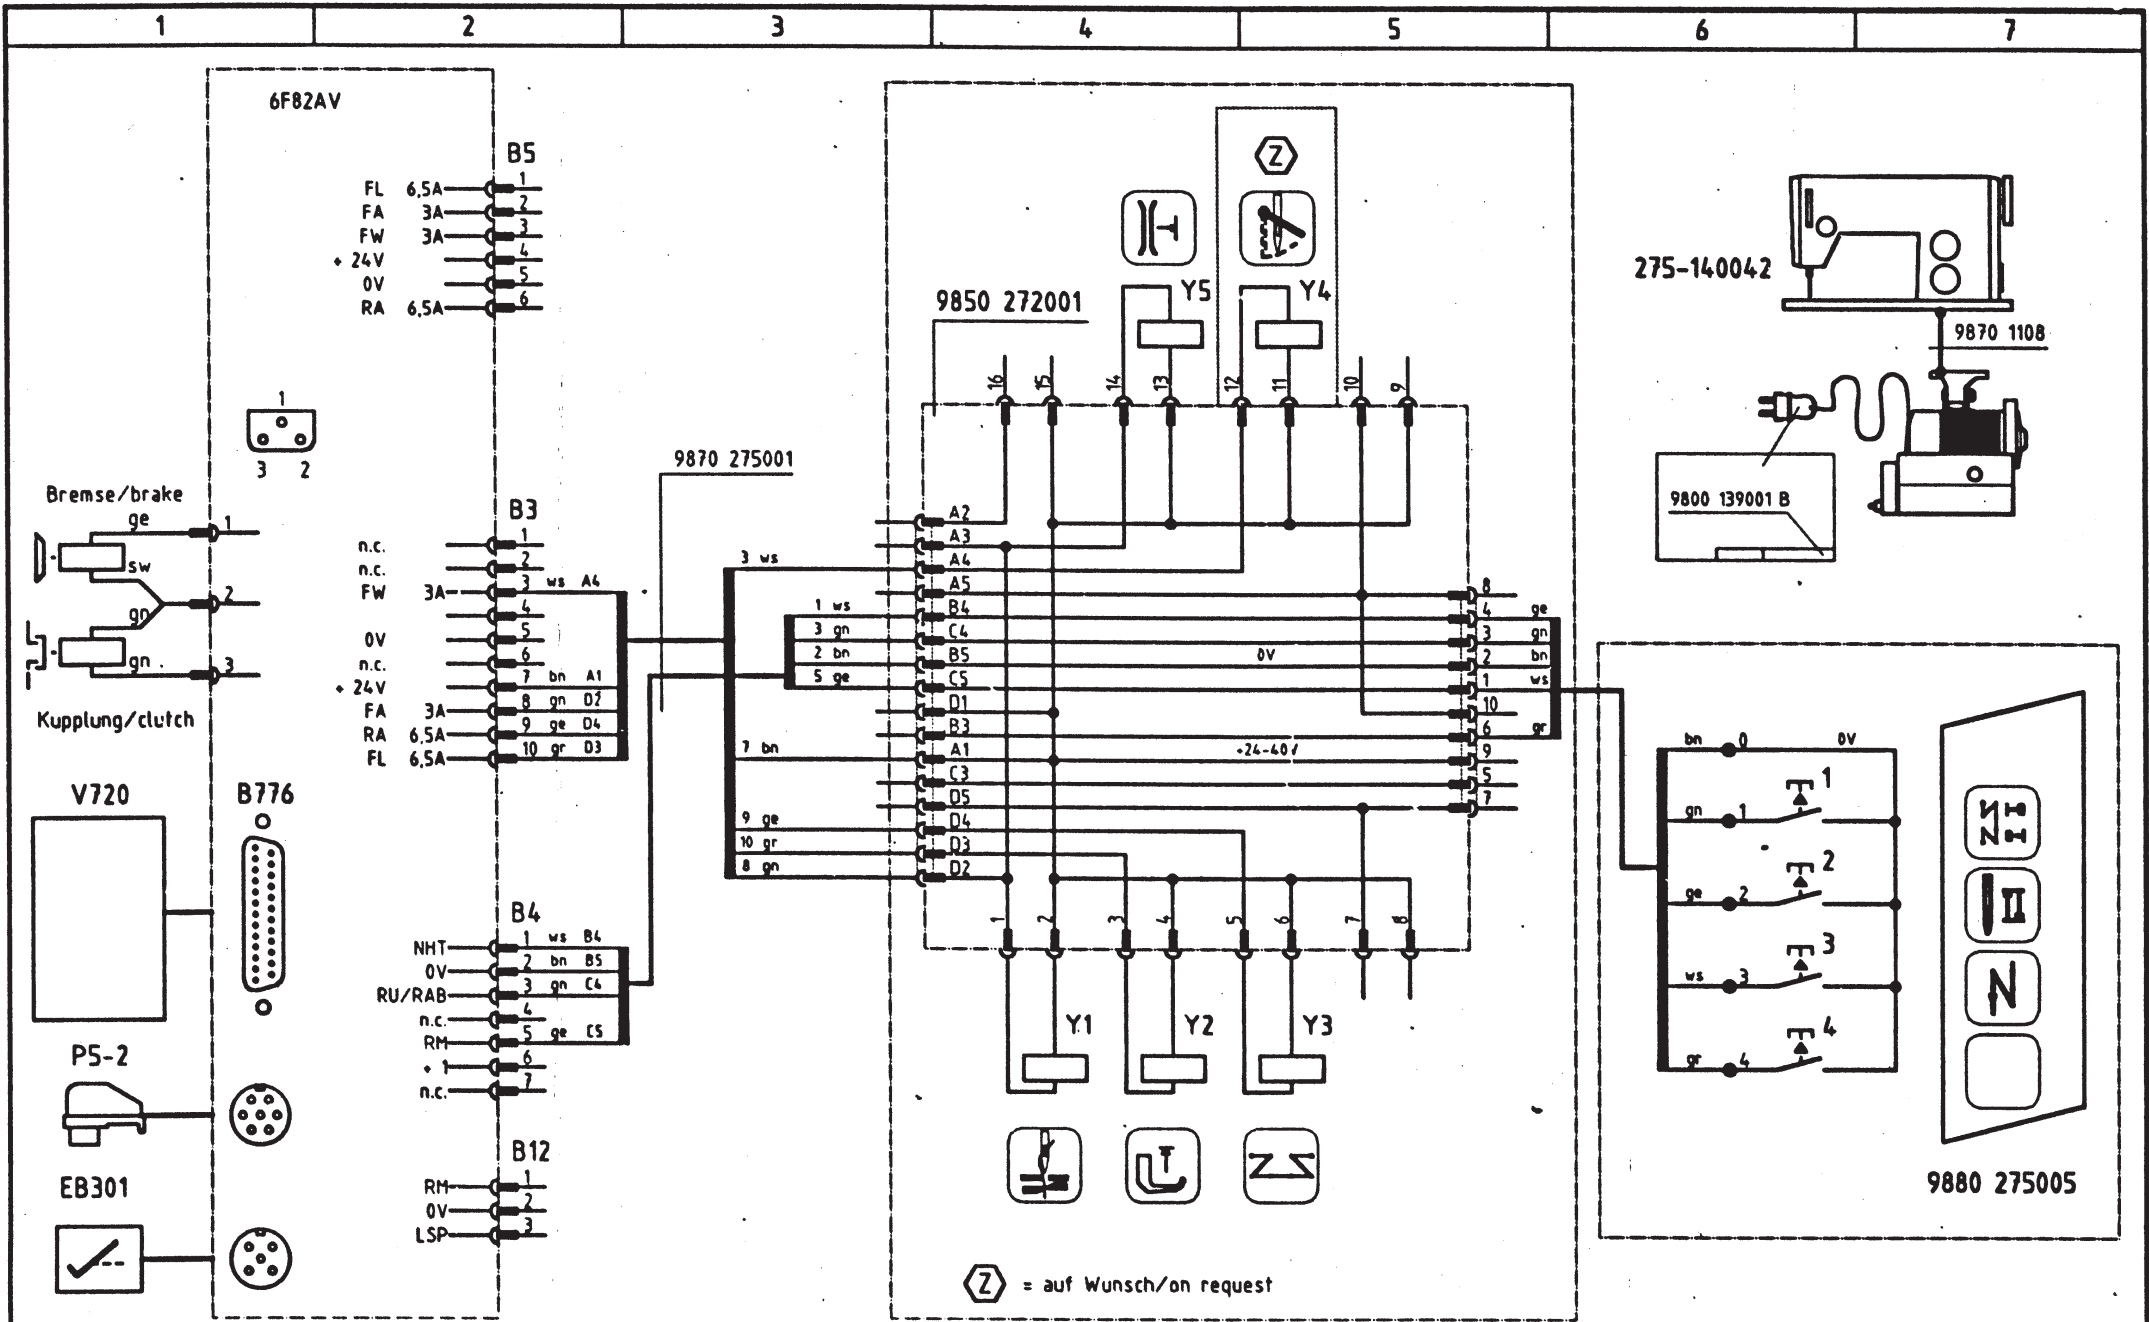 1 2 3 4 5 6 7
6F82AV
B5
FL 6,5A 1
FA 3A 2
FW 3A 3
+ 24V 4
0V 5
RA 6,5A 6
1
3 2
Bremse/brake
ge 1
sw
2
gn
gn 3
Kupplung/clutch
B3
n.c. 1
n.c. 2
FW 3A 3 ws A4
4
0V 5
n.c. 6
+ 24V 7 bn A1
FA 3A 8 gn D2
RA 6,5A 9 ge D4
FL 6,5A 10 gr D3
V720
B776
B4
NHT 1 ws B4
0V 2 bn B5
RU/RAB 3 gn C4
n.c. 4
RM 5 ge C5
+ 1 6
n.c. 7
P5-2
B12
RM 1
0V 2
LSP 3
EB301
9870 275001
3 ws
1 ws
3 gn
2 bn
5 ge
7 bn
9 ge
10 gr
8 gn
9850 272001
Z
Y5 Y4
16 15 14 13 12 11 10 9
A2
A3
A4
A5 8
B4 4 ge
C4 3 gn
B5 0V 2 bn
C5 1 ws
D1 10
B3 6 gr
A1 +24-40V 9
C3 5
D5 7
D4
D3
D2
1 2 3 4 5 6 7 8
Y1 Y2 Y3
Z = auf Wunsch/on request
275-140042
9870 1108
9800 139001 B
bn 0 0V
1
gn 1
2
ge 2
3
ws 3
4
gr 4
9880 275005